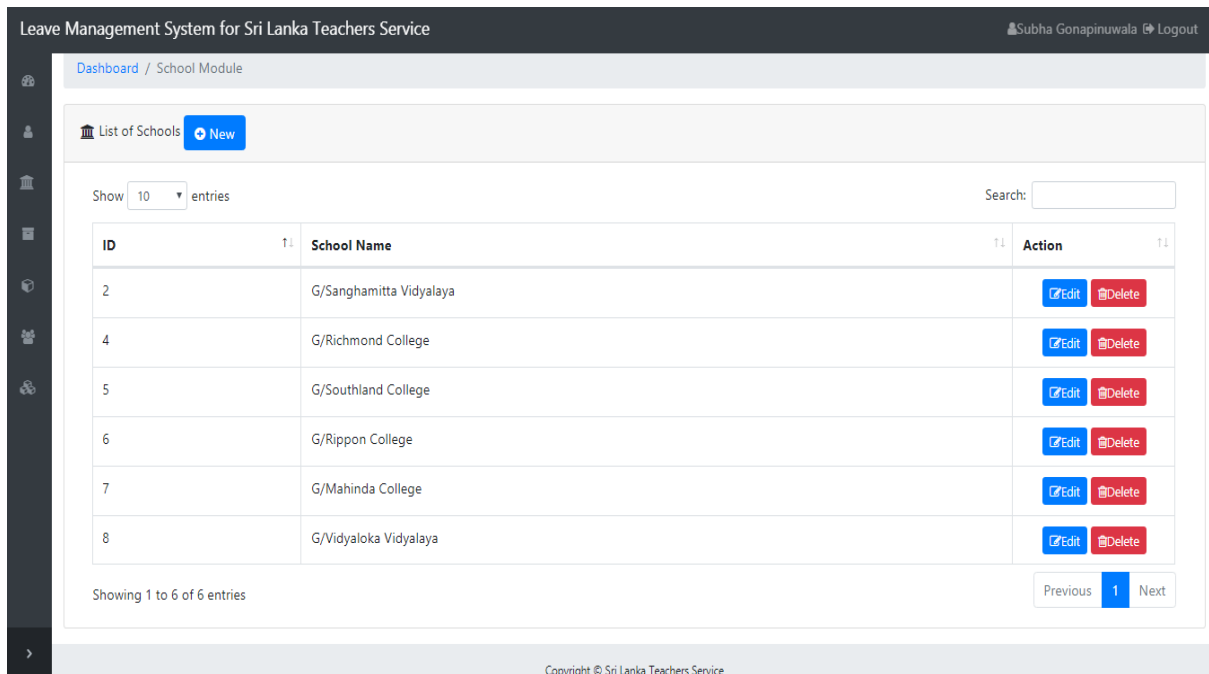 Leave Management System for Sri Lanka Teachers Service Subha Gonapinuwala Logout
Dashboard / School Module
List of Schools New
Show 10 entries Search:
ID School Name Action
2 G/Sanghamitta Vidyalaya Edit Delete
4 G/Richmond College Edit Delete
5 G/Southland College Edit Delete
6 G/Rippon College Edit Delete
7 G/Mahinda College Edit Delete
8 G/Vidyaloka Vidyalaya Edit Delete
Showing 1 to 6 of 6 entries Previous 1 Next
Copyright © Sri Lanka Teachers Service